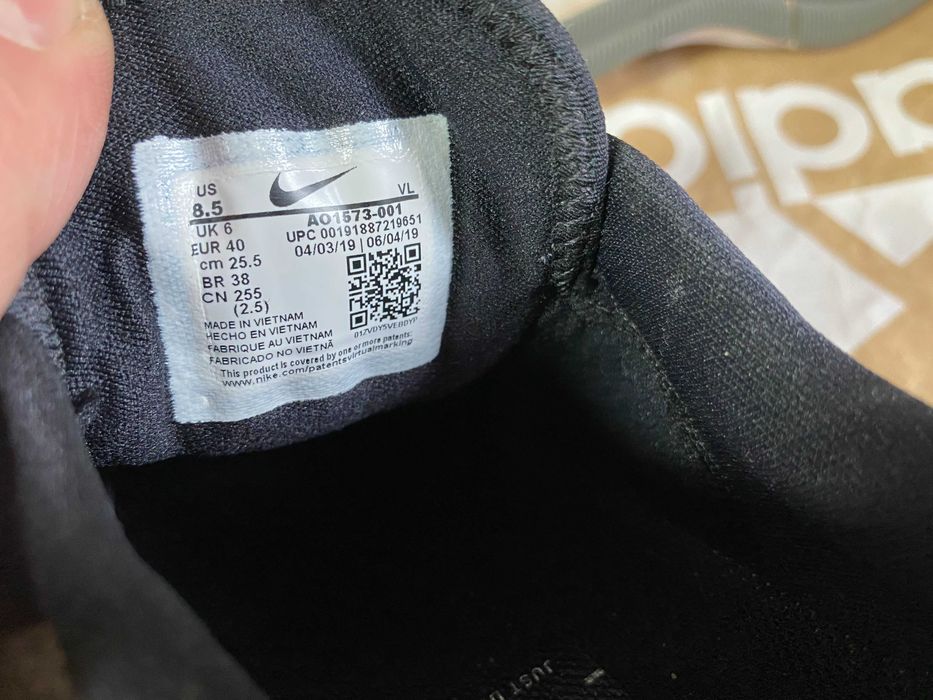 US
8.5
VL
UK 6
AO1573-001
EUR 40
UPC 00191887219651
cm 25.5
04/03/19 | 06/04/19
BR 38
CN 255
(2.5)
017VDY5VEBDYP
MADE IN VIETNAM
HECHO EN VIETNAM
FABRIQUE AU VIETNAM
FABRICADO NO VIETNÃ
This product is covered by one or more patents:
www.nike.com/patentsvirtualmarking
JUST